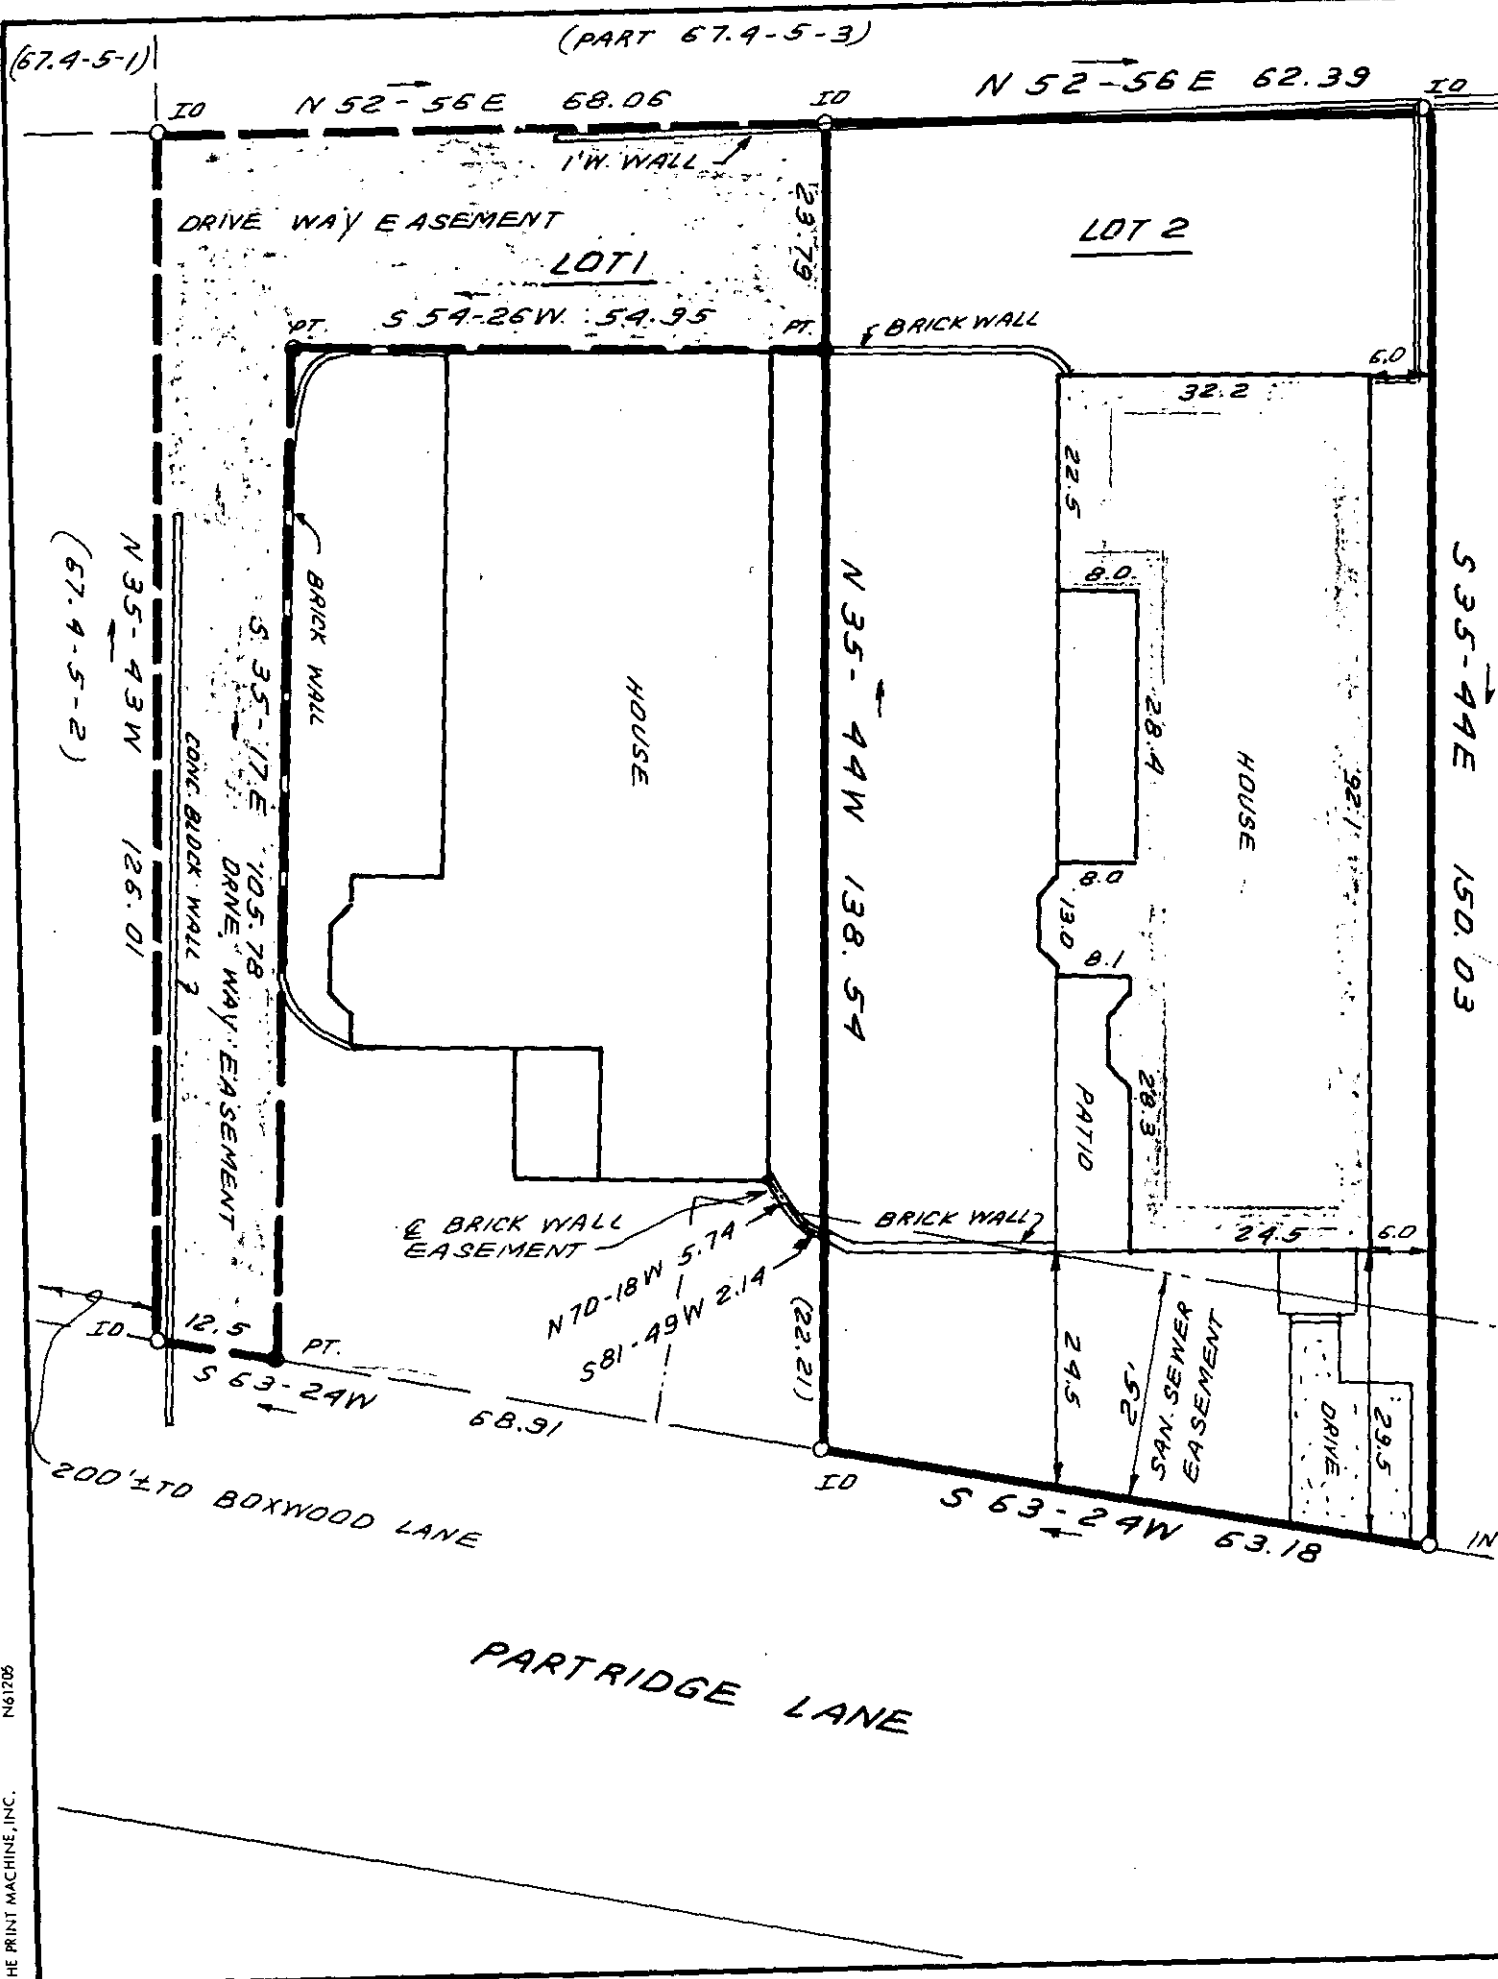 (PART 67.4-5-3)
(67.4-5-1)
IO
N 52-56 E 68.06
IO
N 52-56 E 62.39
IO
1' W. WALL
DRIVE WAY EASEMENT
LOT 1
23.79
LOT 2
PT.
S 54-26W 54.95
PT.
BRICK WALL
6.0
32.2
22.5
8.0
28.4
HOUSE
92.1
8.0
13.0
8.1
28.3
PATIO
24.5
6.0
N 35-43W 126.01
(67.4-5-2)
S 35-17E 105.78
DRIVE WAY EASEMENT
CONC. BLOCK WALL
BRICK WALL
HOUSE
N 35-44W 138.54
S 35-44E 150.03
℄ BRICK WALL
EASEMENT
N 70-18W 5.74
S 81-49W 2.14
BRICK WALL
(22.21)
24.5
25'
SAN. SEWER
EASEMENT
DRIVE
29.5
IO
12.5
PT.
S 63-24W
68.91
IO
S 63-24W 63.18
IN
200'± TO BOXWOOD LANE
PARTRIDGE LANE
HE PRINT MACHINE, INC. N61205